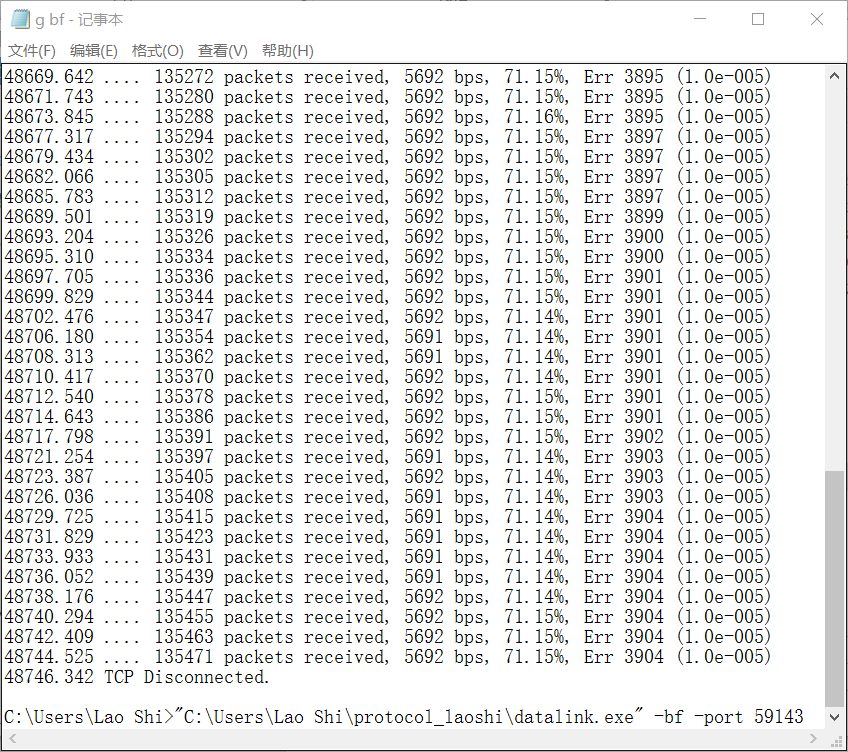 g bf - 记事本
文件(F) 编辑(E) 格式(O) 查看(V) 帮助(H)
48669.642 .... 135272 packets received, 5692 bps, 71.15%, Err 3895 (1.0e-005)
48671.743 .... 135280 packets received, 5692 bps, 71.15%, Err 3895 (1.0e-005)
48673.845 .... 135288 packets received, 5692 bps, 71.16%, Err 3895 (1.0e-005)
48677.317 .... 135294 packets received, 5692 bps, 71.15%, Err 3897 (1.0e-005)
48679.434 .... 135302 packets received, 5692 bps, 71.15%, Err 3897 (1.0e-005)
48682.066 .... 135305 packets received, 5692 bps, 71.15%, Err 3897 (1.0e-005)
48685.783 .... 135312 packets received, 5692 bps, 71.15%, Err 3897 (1.0e-005)
48689.501 .... 135319 packets received, 5692 bps, 71.15%, Err 3899 (1.0e-005)
48693.204 .... 135326 packets received, 5692 bps, 71.15%, Err 3900 (1.0e-005)
48695.310 .... 135334 packets received, 5692 bps, 71.15%, Err 3900 (1.0e-005)
48697.705 .... 135336 packets received, 5692 bps, 71.15%, Err 3901 (1.0e-005)
48699.829 .... 135344 packets received, 5692 bps, 71.15%, Err 3901 (1.0e-005)
48702.476 .... 135347 packets received, 5692 bps, 71.14%, Err 3901 (1.0e-005)
48706.180 .... 135354 packets received, 5691 bps, 71.14%, Err 3901 (1.0e-005)
48708.313 .... 135362 packets received, 5691 bps, 71.14%, Err 3901 (1.0e-005)
48710.417 .... 135370 packets received, 5692 bps, 71.14%, Err 3901 (1.0e-005)
48712.540 .... 135378 packets received, 5692 bps, 71.15%, Err 3901 (1.0e-005)
48714.643 .... 135386 packets received, 5692 bps, 71.15%, Err 3901 (1.0e-005)
48717.798 .... 135391 packets received, 5692 bps, 71.15%, Err 3902 (1.0e-005)
48721.254 .... 135397 packets received, 5691 bps, 71.14%, Err 3903 (1.0e-005)
48723.387 .... 135405 packets received, 5692 bps, 71.14%, Err 3903 (1.0e-005)
48726.036 .... 135408 packets received, 5691 bps, 71.14%, Err 3903 (1.0e-005)
48729.725 .... 135415 packets received, 5691 bps, 71.14%, Err 3904 (1.0e-005)
48731.829 .... 135423 packets received, 5691 bps, 71.14%, Err 3904 (1.0e-005)
48733.933 .... 135431 packets received, 5691 bps, 71.14%, Err 3904 (1.0e-005)
48736.052 .... 135439 packets received, 5691 bps, 71.14%, Err 3904 (1.0e-005)
48738.176 .... 135447 packets received, 5692 bps, 71.14%, Err 3904 (1.0e-005)
48740.294 .... 135455 packets received, 5692 bps, 71.15%, Err 3904 (1.0e-005)
48742.409 .... 135463 packets received, 5692 bps, 71.15%, Err 3904 (1.0e-005)
48744.525 .... 135471 packets received, 5692 bps, 71.15%, Err 3904 (1.0e-005)
48746.342 TCP Disconnected.
C:\Users\Lao Shi>"C:\Users\Lao Shi\protocol_laoshi\datalink.exe" -bf -port 59143